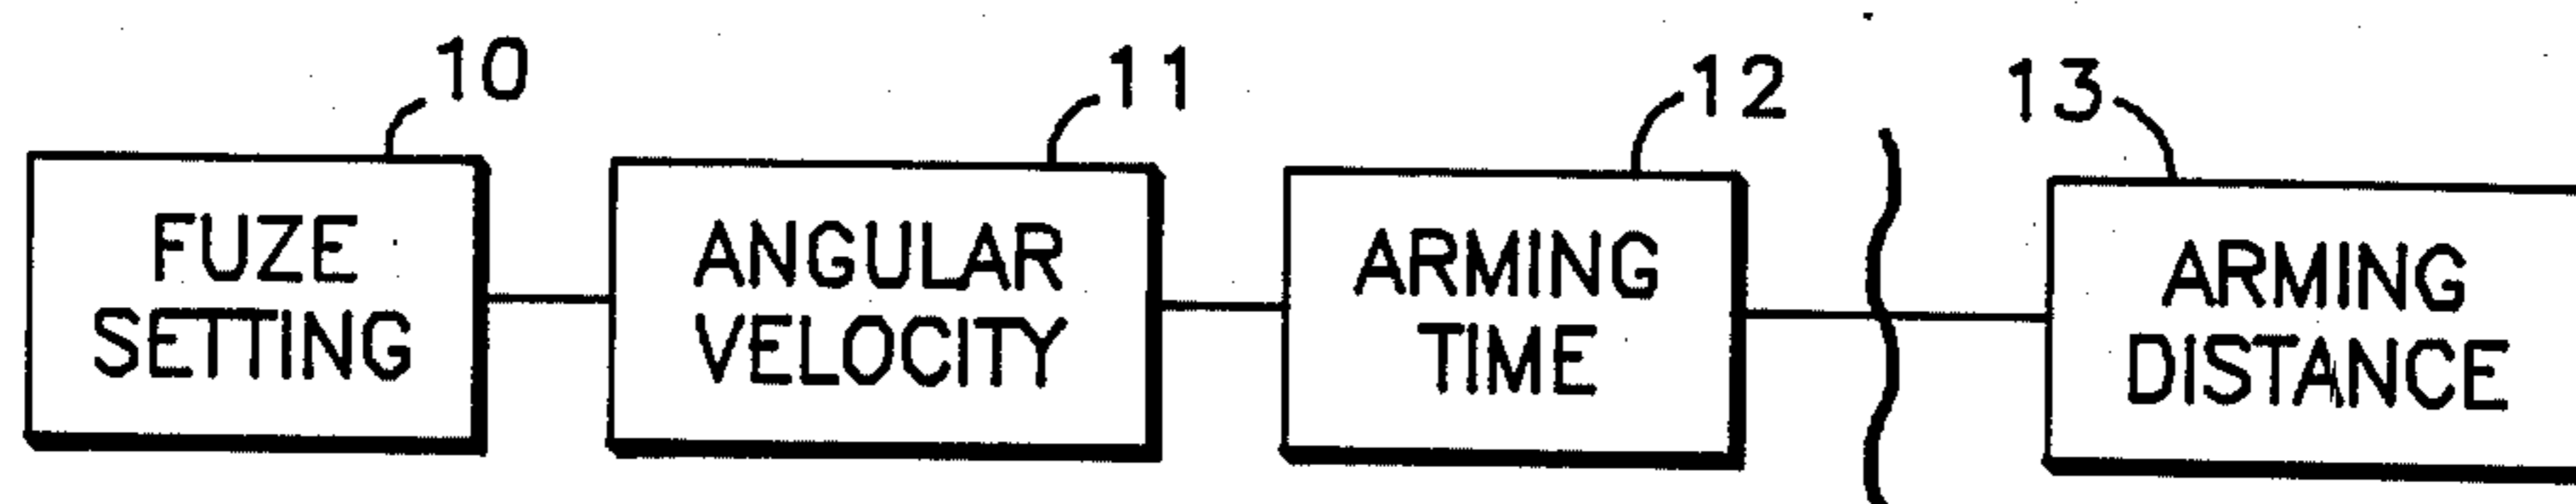 10
11
12
13
FUZE
SETTING
ANGULAR
VELOCITY
ARMING
TIME
ARMING
DISTANCE